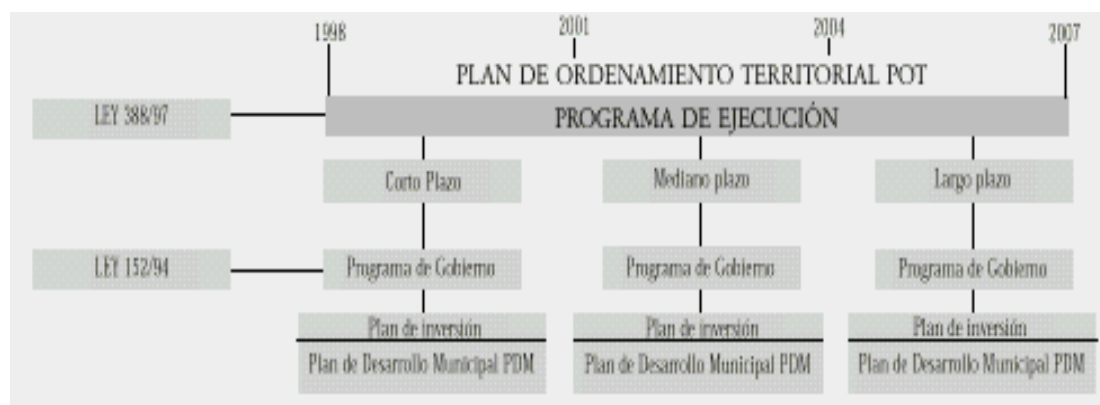 1998 2001 2004 2007
PLAN DE ORDENAMIENTO TERRITORIAL POT
LEY 388/97 PROGRAMA DE EJECUCIÓN
Corto Plazo Mediano plazo Largo plazo
LEY 152/94 Programa de Gobierno Programa de Gobierno Programa de Gobierno
Plan de inversión Plan de inversión Plan de inversión
Plan de Desarrollo Municipal PDM Plan de Desarrollo Municipal PDM Plan de Desarrollo Municipal PDM